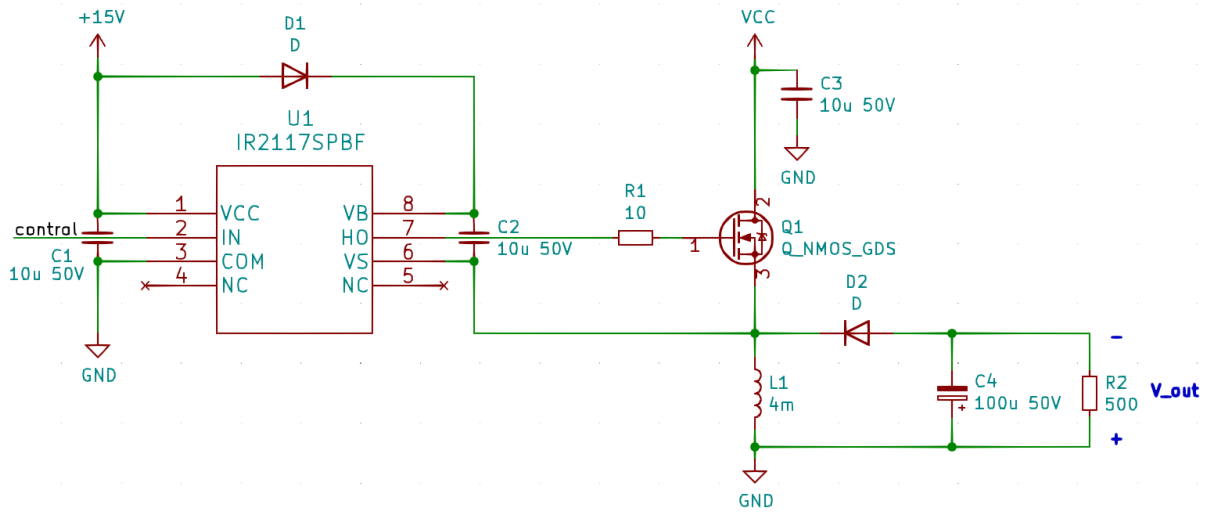 +15V
D1
D
VCC
C3
10u 50V
GND
U1
IR2117SPBF
1
VCC
VB
8
control
2
IN
HO
7
3
COM
VS
6
4
NC
NC
5
C1
10u 50V
GND
C2
10u 50V
R1
10
1
2
3
Q1
Q_NMOS_GDS
D2
D
L1
4m
C4
100u 50V
+
R2
500
-
V_out
+
GND